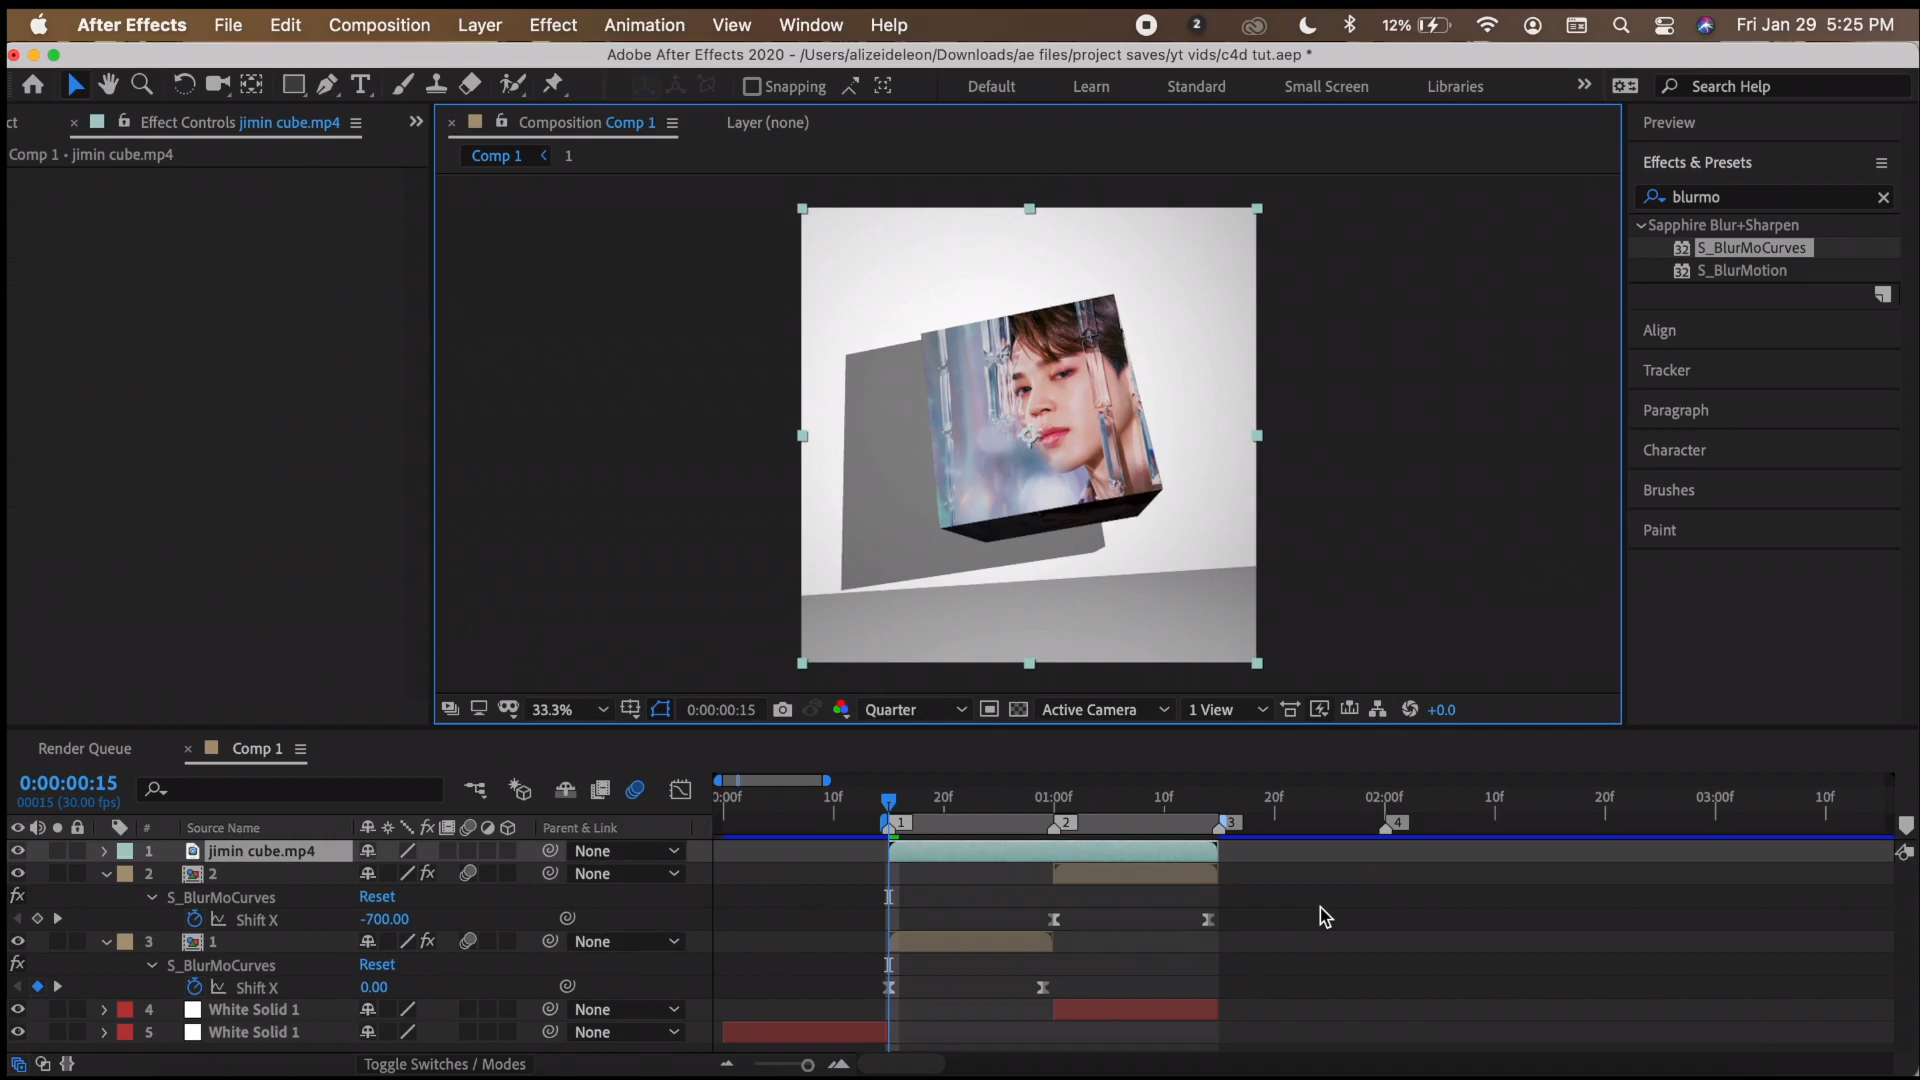 After Effects File Edit Composition Layer Effect Animation View Window Help 2 12% Fri Jan 29 5:25 PM
Adobe After Effects 2020 - /Users/alizeideleon/Downloads/ae files/project saves/yt vids/c4d tut.aep *
T Snapping Default Learn Standard Small Screen Libraries Search Help
ct Effect Controls jimin cube.mp4 Composition Comp 1 Layer (none) Preview
Comp 1 • jimin cube.mp4 Comp 1 1
Effects & Presets
blurmo
Sapphire Blur+Sharpen
32 S_BlurMoCurves
32 S_BlurMotion
Align
Tracker
Paragraph
Character
Brushes
Paint
33.3% 0:00:00:15 Quarter Active Camera 1 View +0.0
Render Queue Comp 1
0:00:00:15
00015 (30.00 fps)
0:00f 10f 20f 01:00f 10f 20f 02:00f 10f 20f 03:00f 10f
# Source Name fx Parent & Link 1 2 3 4
1 jimin cube.mp4 None
2 2 fx None
fx S_BlurMoCurves Reset
Shift X -700.00
3 1 fx None
fx S_BlurMoCurves Reset
Shift X 0.00
4 White Solid 1 None
5 White Solid 1 None
Toggle Switches / Modes